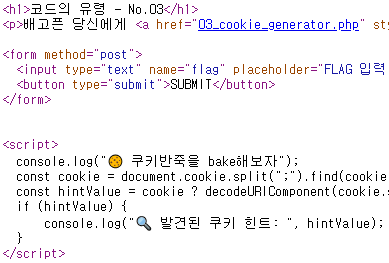 <h1>코드의 유령 - No.03</h1>
<p>배고픈 당신에게 <a href="03_cookie_generator.php" sty
<form method="post">
<input type="text" name="flag" placeholder="FLAG 입력
<button type="submit">SUBMIT</button>
</form>
<script>
console.log("🍪 쿠키반죽을 bake해보자");
const cookie = document.cookie.split(";").find(cookie
const hintValue = cookie ? decodeURIComponent(cookie.s
if (hintValue) {
console.log("🔍 발견된 쿠키 힌트: ", hintValue);
}
</script>